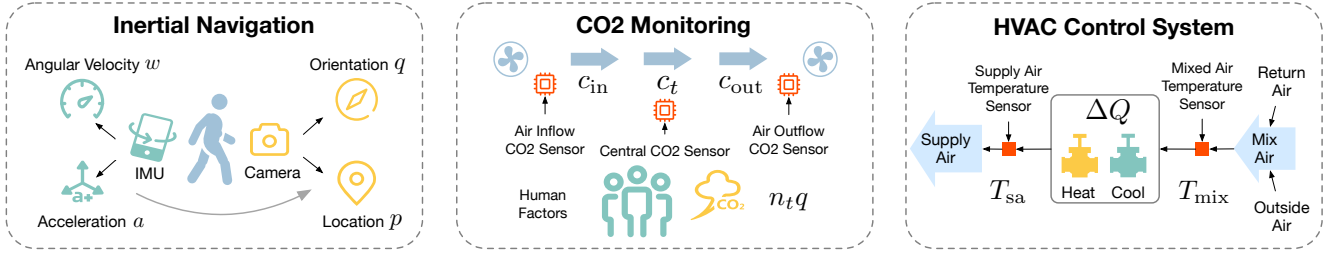 Inertial Navigation
Angular Velocity w
Orientation q
IMU
Camera
a+
Acceleration a
Location p
CO2 Monitoring
c_in
c_t
c_out
Air Inflow
CO2 Sensor
Central CO2 Sensor
Air Outflow
CO2 Sensor
Human
Factors
CO₂
n_t q
HVAC Control System
Supply Air
Temperature
Sensor
Mixed Air
Temperature
Sensor
Return
Air
ΔQ
Supply
Air
Mix
Air
Heat
Cool
T_sa
T_mix
Outside
Air